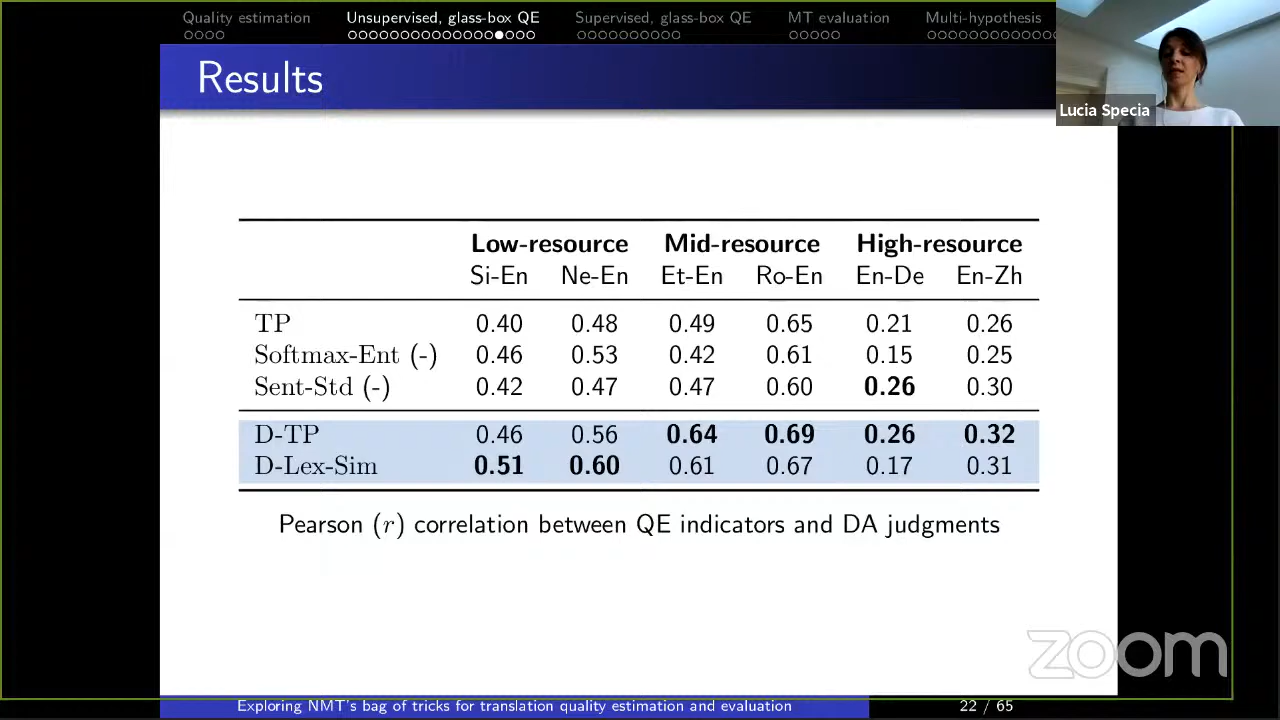 Quality estimation Unsupervised, glass-box QE Supervised, glass-box QE MT evaluation Multi-hypothesis
Results
Lucia Specia
Low-resource Mid-resource High-resource
Si-En Ne-En Et-En Ro-En En-De En-Zh
TP 0.40 0.48 0.49 0.65 0.21 0.26
Softmax-Ent (-) 0.46 0.53 0.42 0.61 0.15 0.25
Sent-Std (-) 0.42 0.47 0.47 0.60 0.26 0.30
D-TP 0.46 0.56 0.64 0.69 0.26 0.32
D-Lex-Sim 0.51 0.60 0.61 0.67 0.17 0.31
Pearson (r) correlation between QE indicators and DA judgments
zoom
Exploring NMT's bag of tricks for translation quality estimation and evaluation 22 / 65